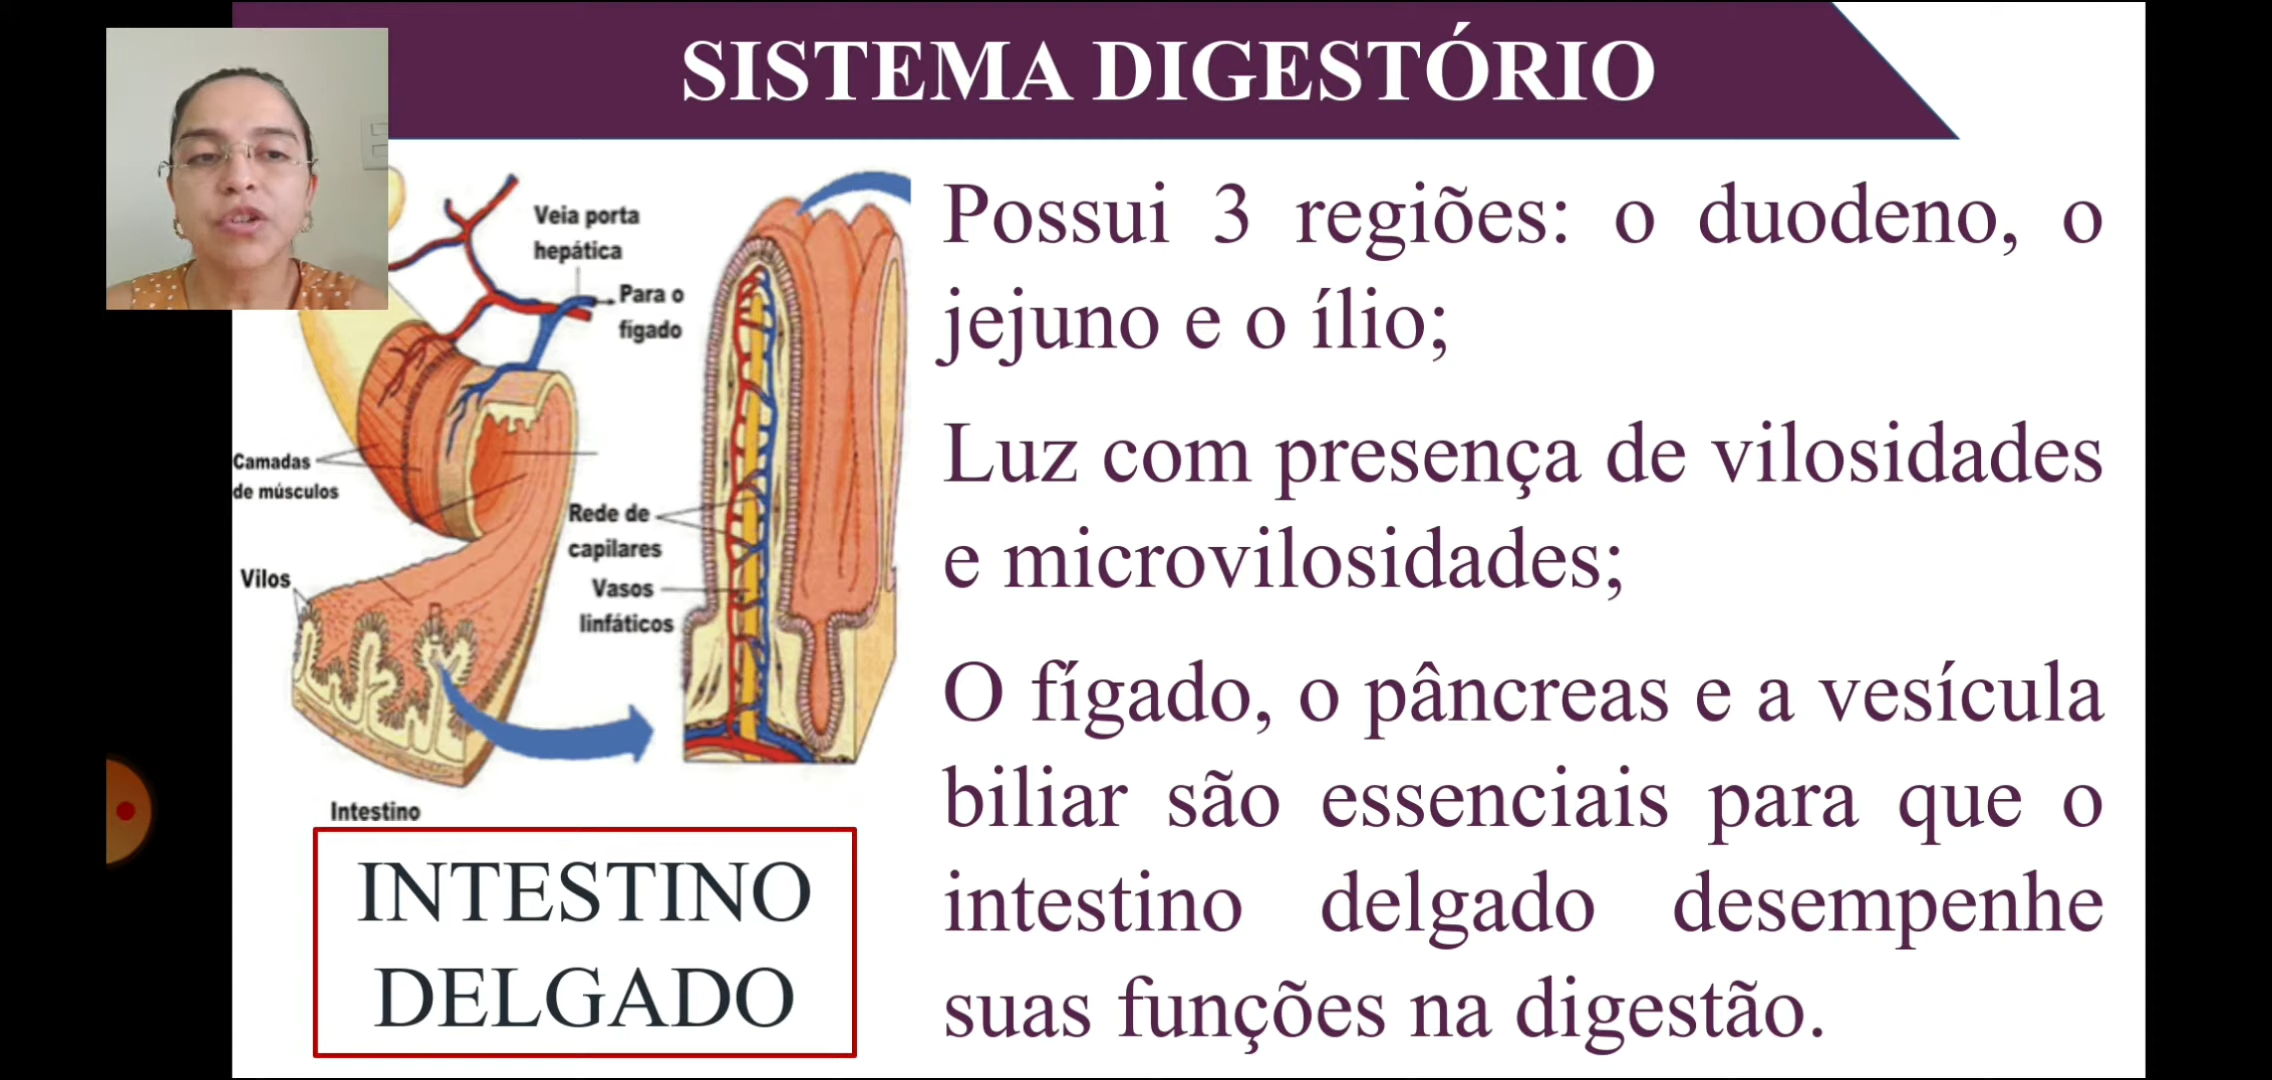 SISTEMA DIGESTÓRIO
Veia porta
hepática
Para o
fígado
Camadas
de músculos
Rede de
capilares
Vasos
linfáticos
Vilos
Intestino
INTESTINO
DELGADO
Possui 3 regiões: o duodeno, o
jejuno e o ílio;
Luz com presença de vilosidades
e microvilosidades;
O fígado, o pâncreas e a vesícula
biliar são essenciais para que o
intestino delgado desempenhe
suas funções na digestão.